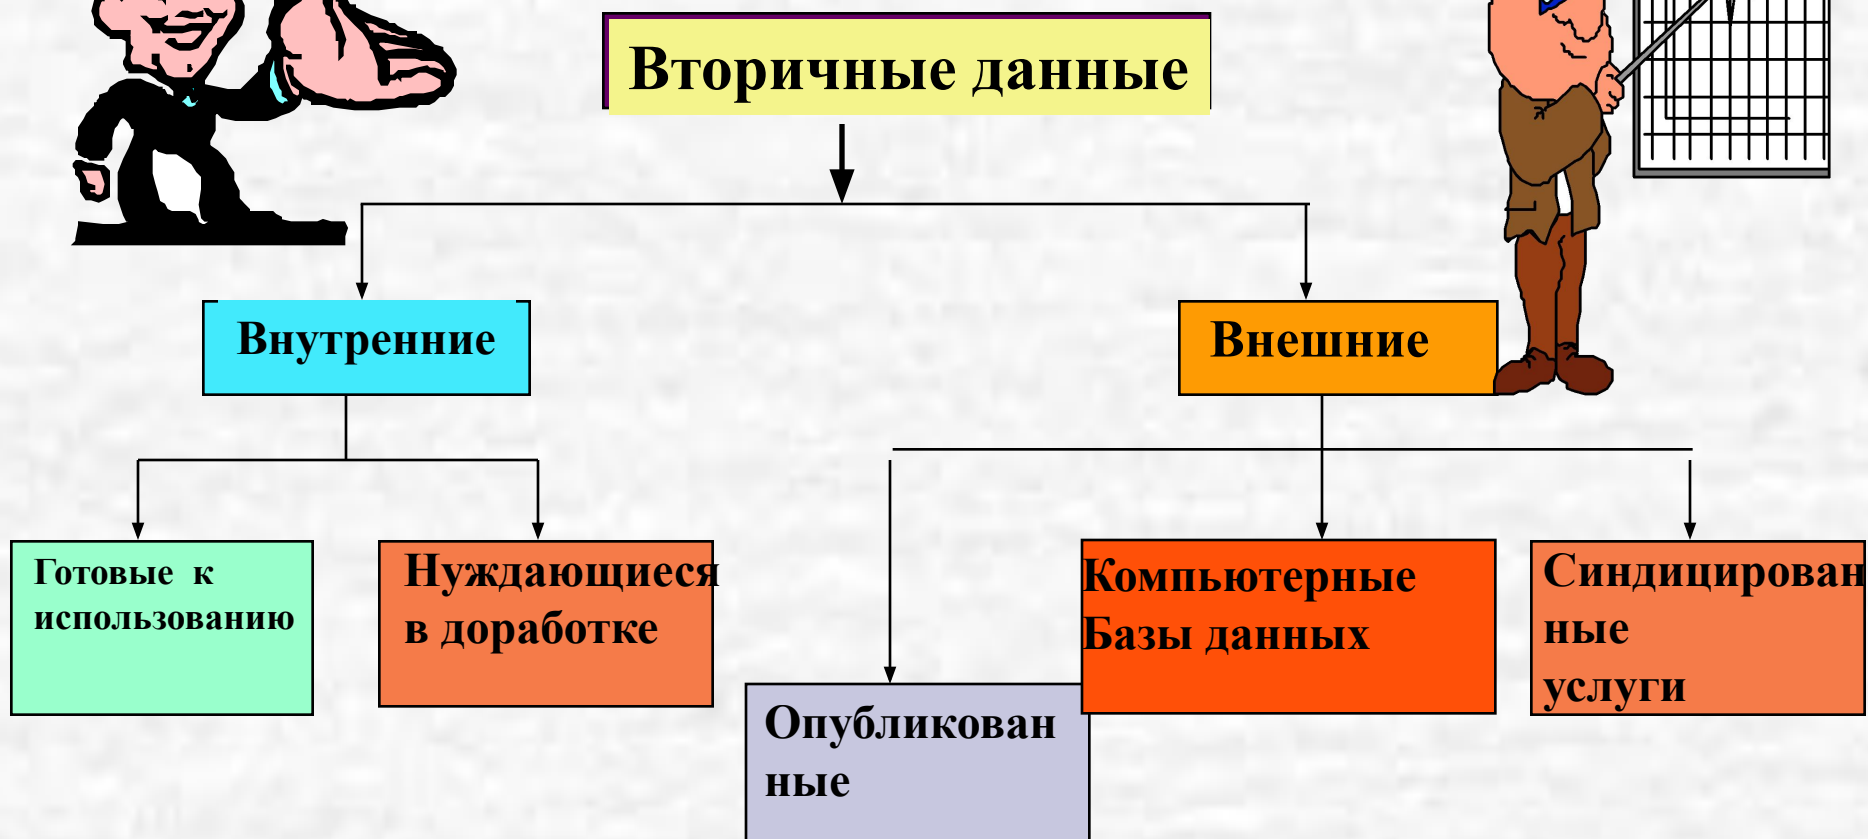 Вторичные данные
Внутренние
Внешние
Готовые к
использованию
Нуждающиеся
в доработке
Опубликован
ные
Компьютерные
Базы данных
Синдицирован
ные
услуги